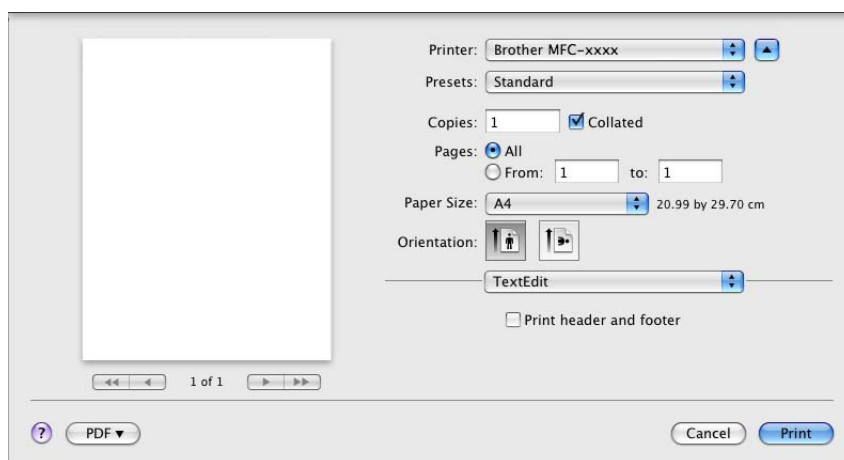 Printer: Brother MFC-xxxx
Presets: Standard
Copies: 1 Collated
Pages: All
From: 1 to: 1
Paper Size: A4 20.99 by 29.70 cm
Orientation:
TextEdit
Print header and footer
1 of 1
? PDF ▼ Cancel Print